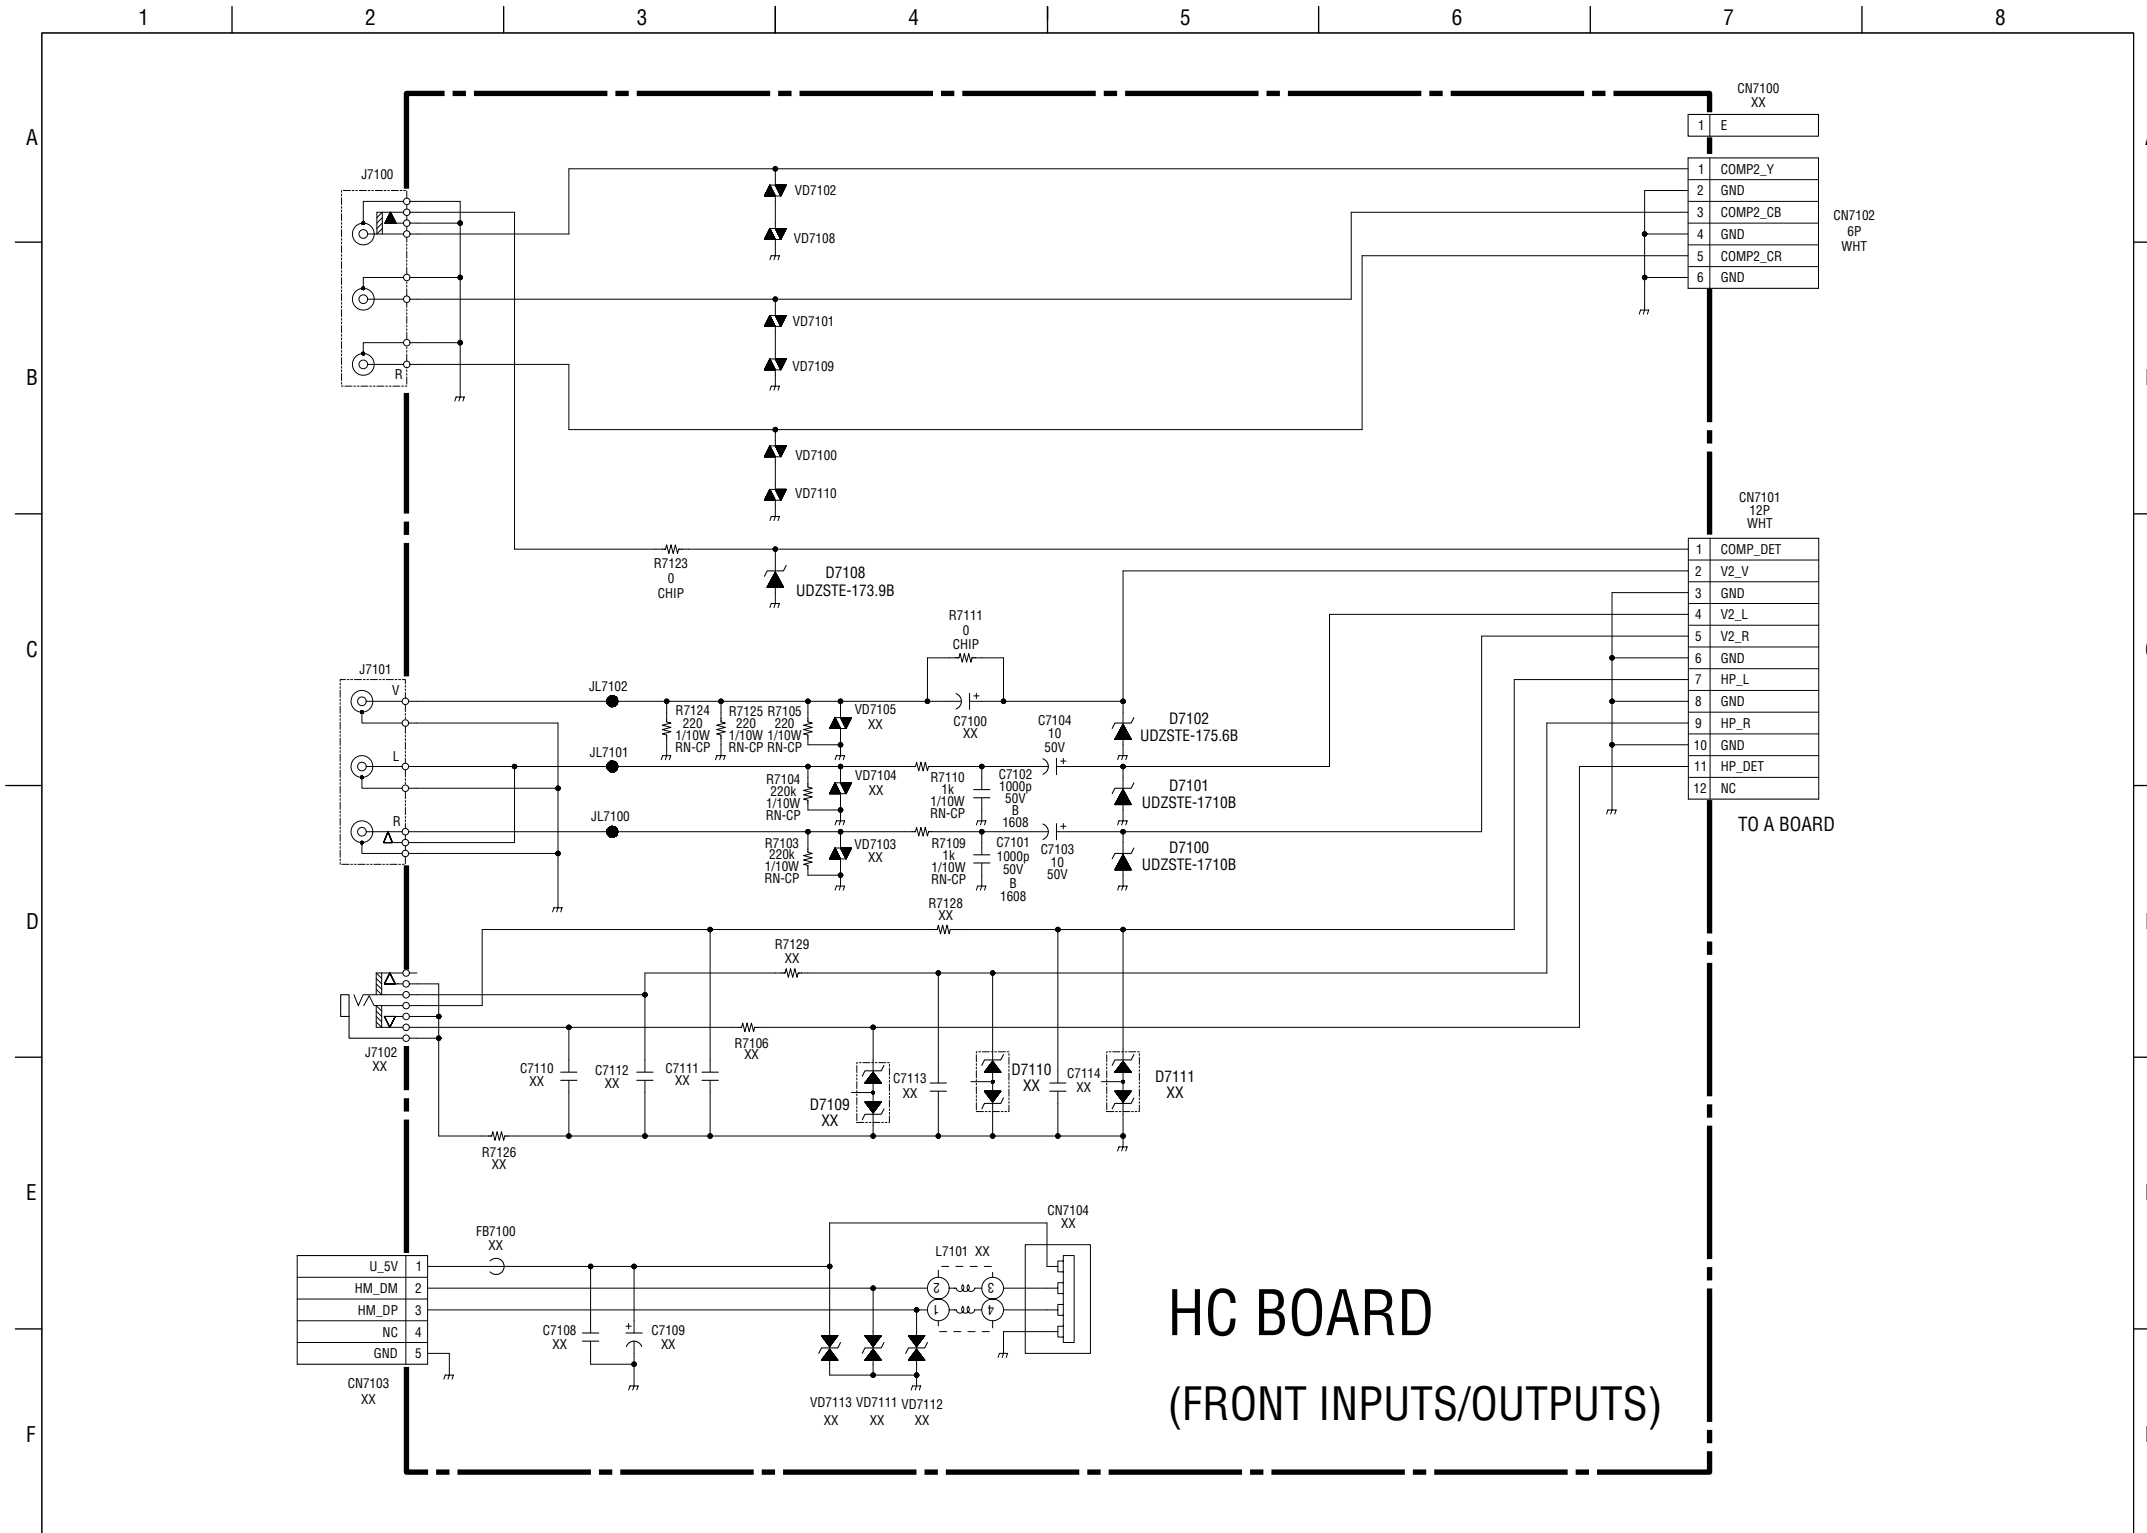 1 2 3 4 5 6 7 8
A
B
C
D
E
F
CN7100
XX
1 E
1 COMP2_Y
2 GND
3 COMP2_CB
4 GND
5 COMP2_CR
6 GND
CN7102
6P
WHT
J7100
R
VD7102
VD7108
VD7101
VD7109
VD7100
VD7110
R7123
0
CHIP
D7108
UDZSTE-173.9B
CN7101
12P
WHT
1 COMP_DET
2 V2_V
3 GND
4 V2_L
5 V2_R
6 GND
7 HP_L
8 GND
9 HP_R
10 GND
11 HP_DET
12 NC
TO A BOARD
R7111
0
CHIP
J7101
V
L
R
JL7102
JL7101
JL7100
R7124
220
1/10W
RN-CP
R7125
220
1/10W
RN-CP
R7105
220
1/10W
RN-CP
VD7105
XX
+
C7100
XX
C7104
10
50V
+
D7102
UDZSTE-175.6B
R7104
220k
1/10W
RN-CP
VD7104
XX
R7110
1k
1/10W
RN-CP
C7102
1000p
50V
B
1608
D7101
UDZSTE-1710B
R7103
220k
1/10W
RN-CP
VD7103
XX
R7109
1k
1/10W
RN-CP
C7101
1000p
50V
B
1608
+
C7103
10
50V
D7100
UDZSTE-1710B
R7128
XX
R7129
XX
J7102
XX
R7106
XX
C7110
XX
C7112
XX
C7111
XX
D7109
XX
C7113
XX
D7110
XX
C7114
XX
D7111
XX
R7126
XX
FB7100
XX
CN7104
XX
L7101 XX
2 3
1 4
U_5V 1
HM_DM 2
HM_DP 3
NC 4
GND 5
CN7103
XX
C7108
XX
+
C7109
XX
VD7113 VD7111 VD7112
XX XX XX
HC BOARD
(FRONT INPUTS/OUTPUTS)